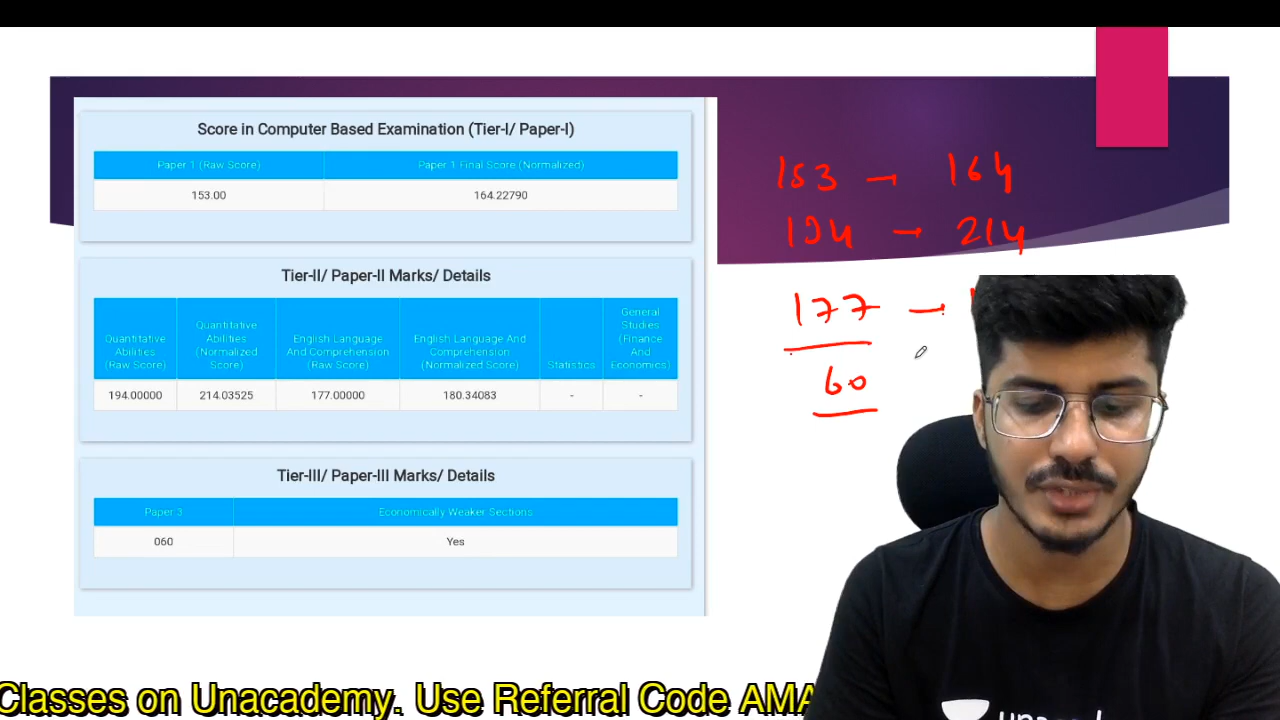 Score in Computer Based Examination (Tier-I/ Paper-I)
Paper 1 (Raw Score) Paper 1 Final Score (Normalized)
153.00 164.22790
Tier-II/ Paper-II Marks/ Details
Quantitative Abilities (Raw Score) Quantitative Abilities (Normalized Score) English Language And Comprehension (Raw Score) English Language And Comprehension (Normalized Score) Statistics General Studies (Finance And Economics)
194.00000 214.03525 177.00000 180.34083 - -
Tier-III/ Paper-III Marks/ Details
Paper 3 Economically Weaker Sections
060 Yes
153 → 164
194 → 214
177 →
60
Classes on Unacademy. Use Referral Code AMA